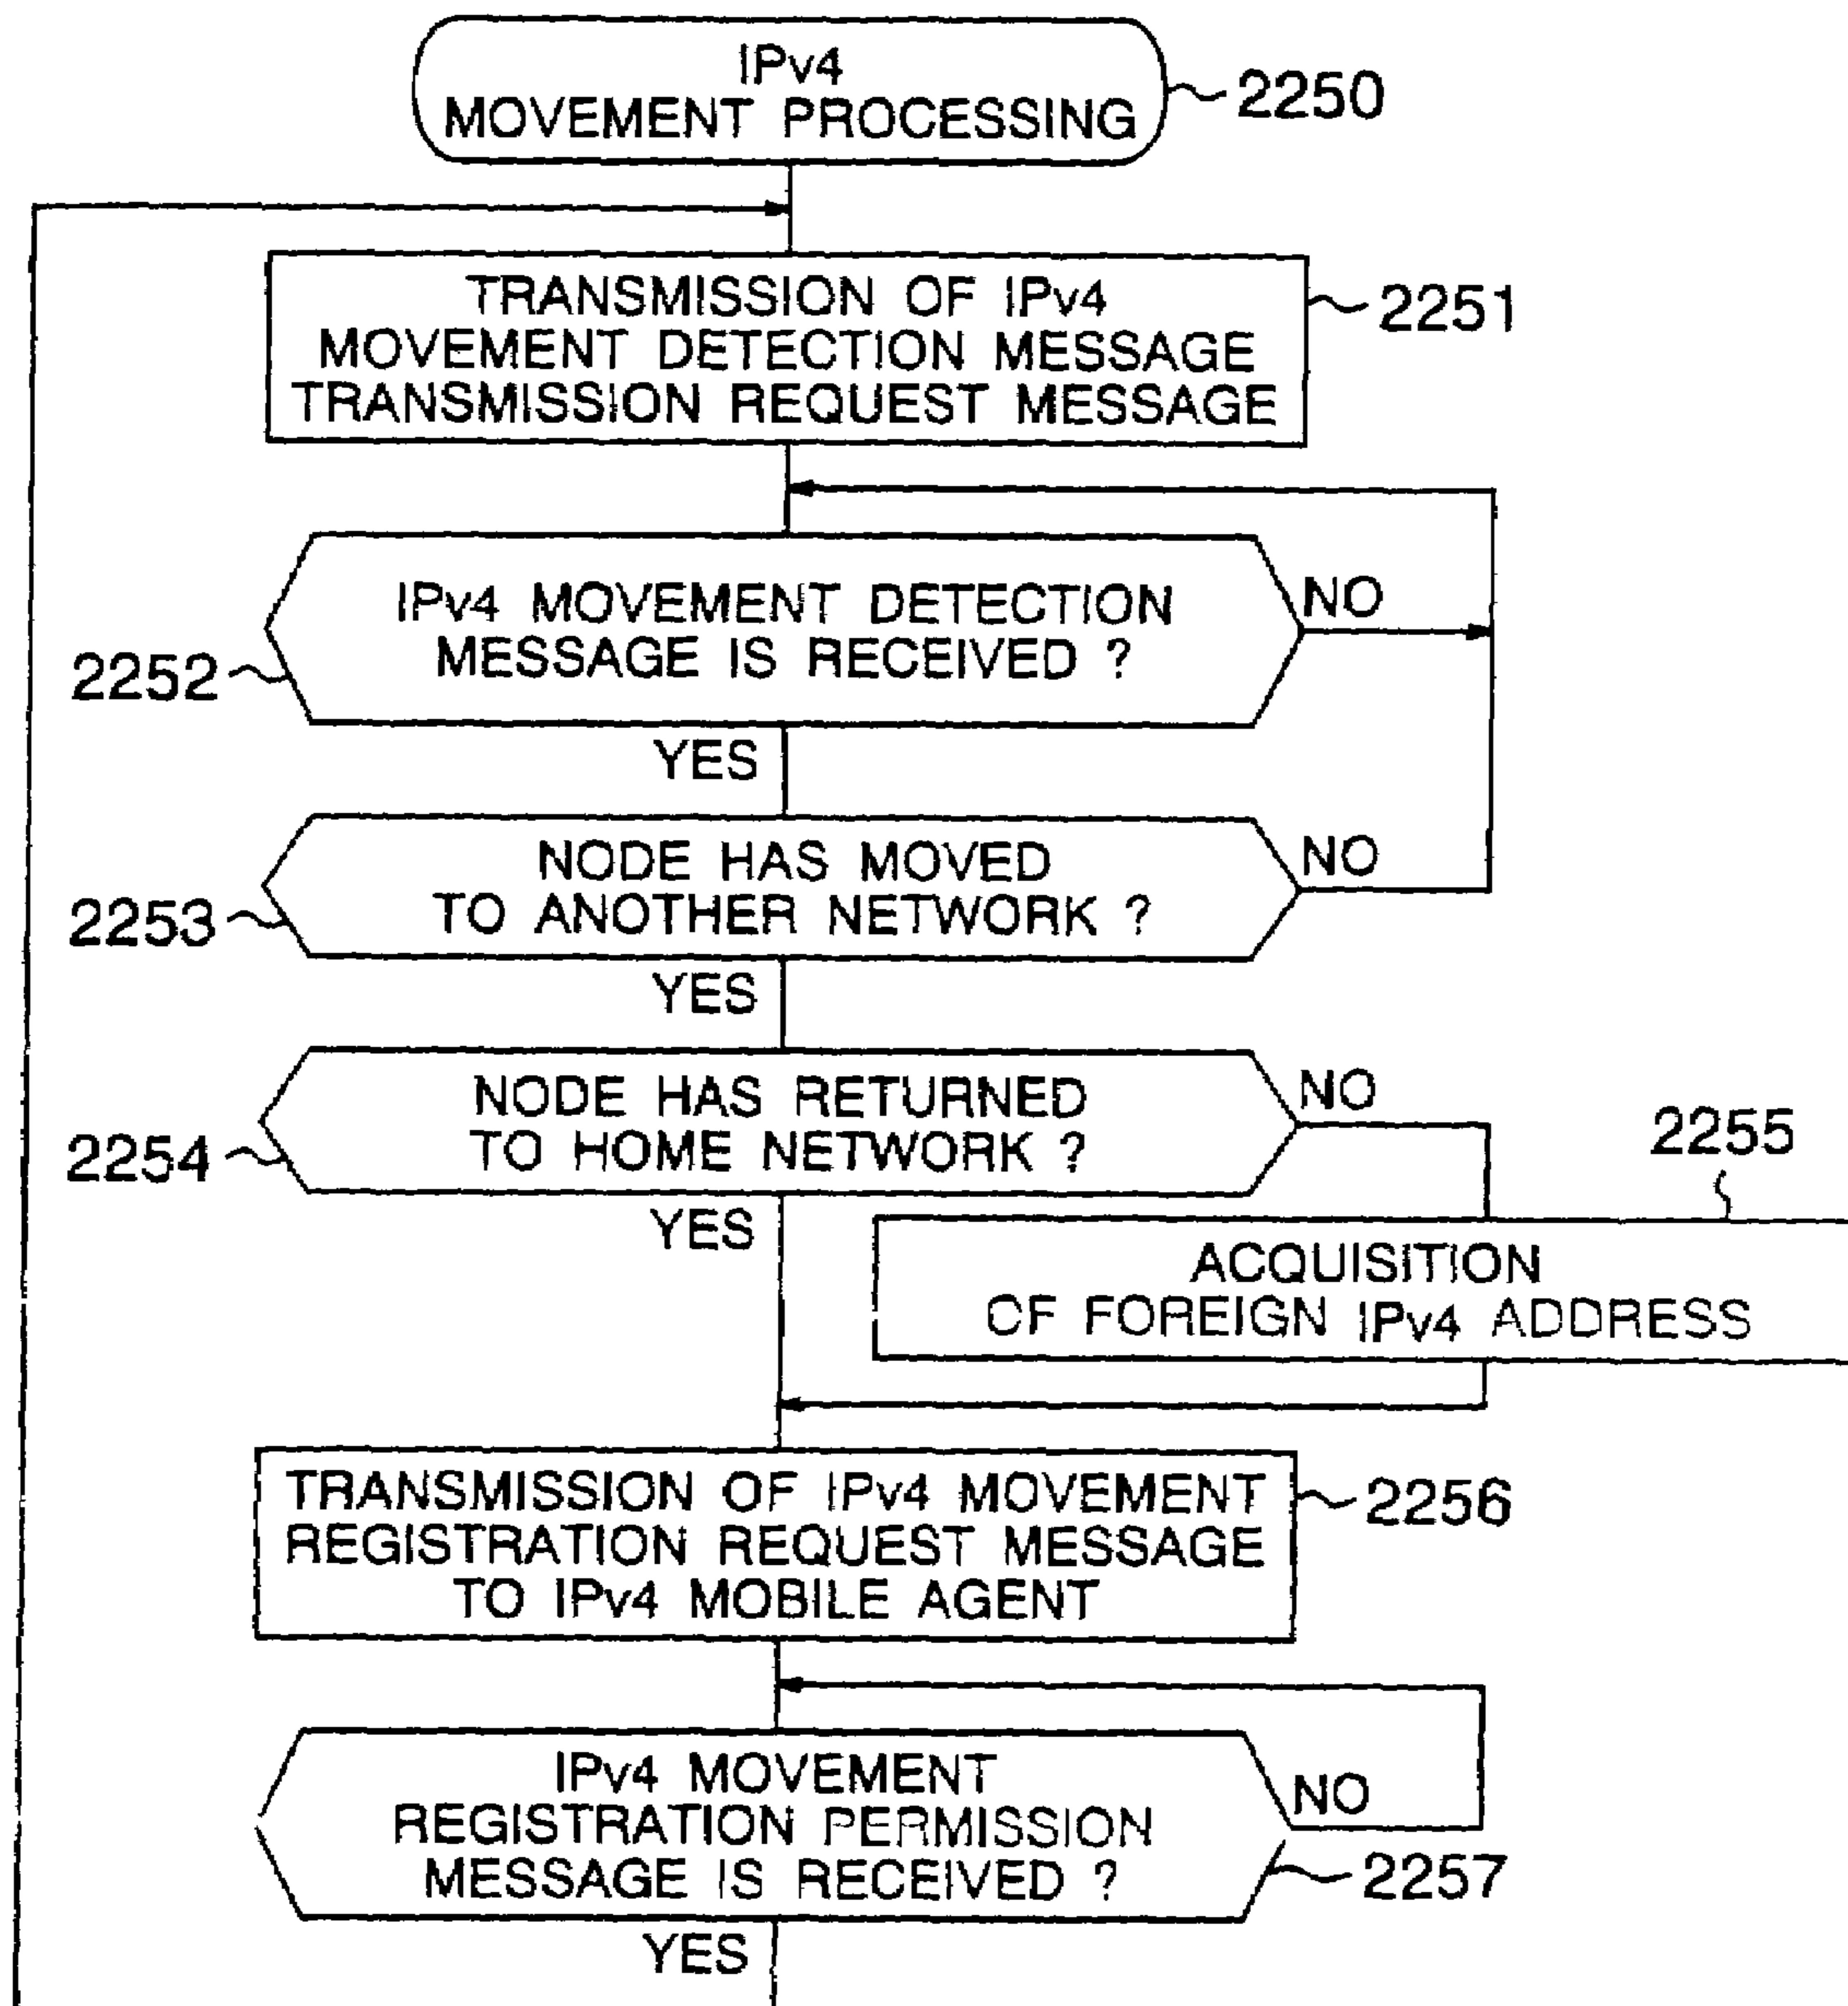 IPv4
MOVEMENT PROCESSING
2250
TRANSMISSION OF IPv4
MOVEMENT DETECTION MESSAGE
TRANSMISSION REQUEST MESSAGE
2251
IPv4 MOVEMENT DETECTION
MESSAGE IS RECEIVED ?
NO
2252
YES
NODE HAS MOVED
TO ANOTHER NETWORK ?
NO
2253
YES
NODE HAS RETURNED
TO HOME NETWORK ?
NO
2254
2255
YES
ACQUISITION
OF FOREIGN IPv4 ADDRESS
TRANSMISSION OF IPv4 MOVEMENT
REGISTRATION REQUEST MESSAGE
TO IPv4 MOBILE AGENT
2256
IPv4 MOVEMENT
REGISTRATION PERMISSION
MESSAGE IS RECEIVED ?
NO
2257
YES